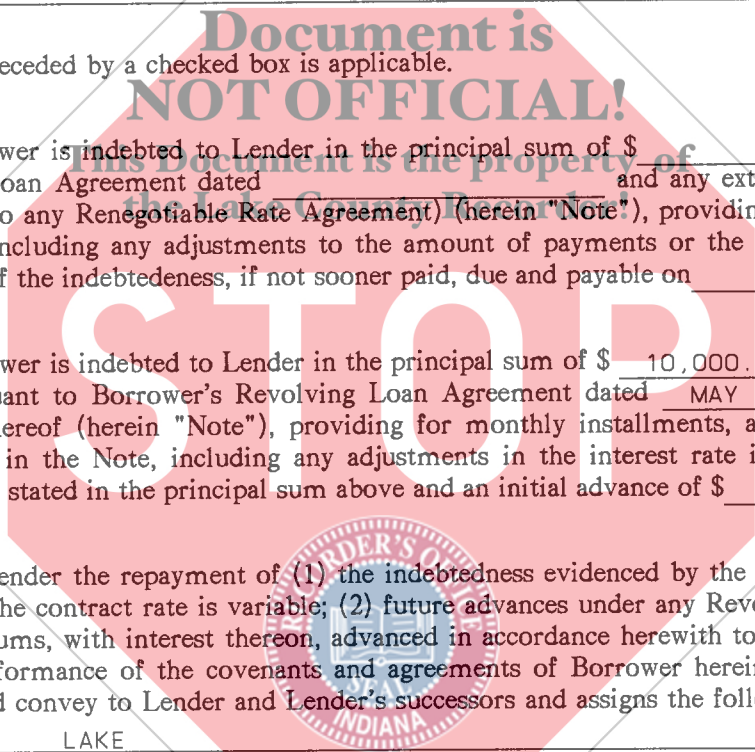 Document is
eceded by a checked box is applicable.
NOT OFFICIAL!
wer is indebted to Lender in the principal sum of $
This Document is the property of
oan Agreement dated and any ext
the Lake County Recorder!
o any Renegotiable Rate Agreement) (herein "Note"), providin
ncluding any adjustments to the amount of payments or the
f the indebtedeness, if not sooner paid, due and payable on
STOP
wer is indebted to Lender in the principal sum of $ 10,000.
uant to Borrower's Revolving Loan Agreement dated MAY
hereof (herein "Note"), providing for monthly installments, a
in the Note, including any adjustments in the interest rate i
stated in the principal sum above and an initial advance of $
RECORDER'S OFFICE
ender the repayment of (1) the indebtedness evidenced by the
he contract rate is variable; (2) future advances under any Revo
ums, with interest thereon, advanced in accordance herewith to
formance of the covenants and agreements of Borrower herein
d convey to Lender and Lender's successors and assigns the foll
SEAL
INDIANA
LAKE